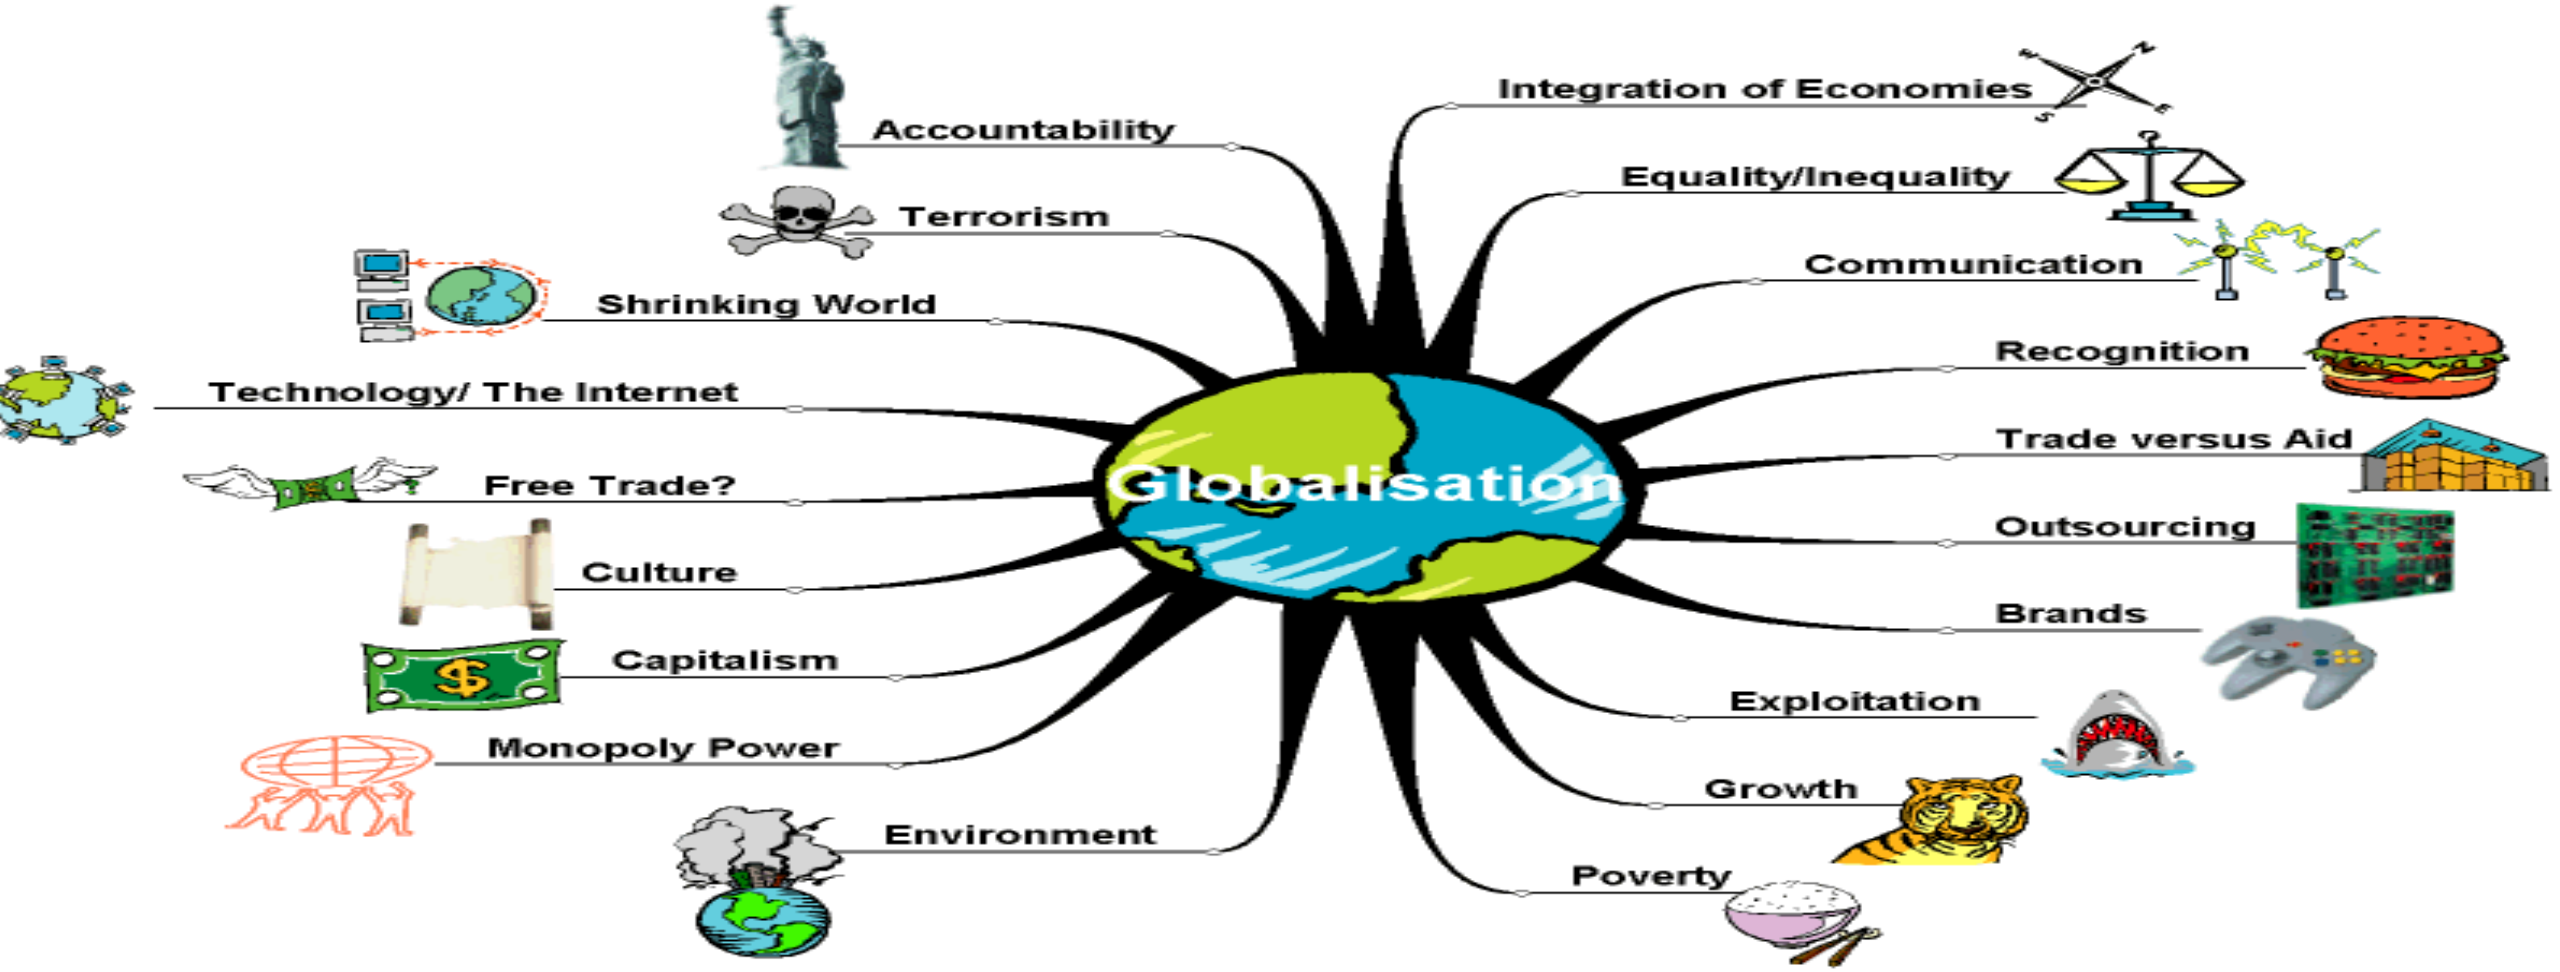 Integration of Economies
Accountability
Equality/Inequality
Terrorism
Communication
Shrinking World
Recognition
Technology/ The Internet
Trade versus Aid
Globalisation
Free Trade?
Outsourcing
Culture
Brands
Capitalism
Exploitation
Monopoly Power
Growth
Environment
Poverty
N
E
S
$